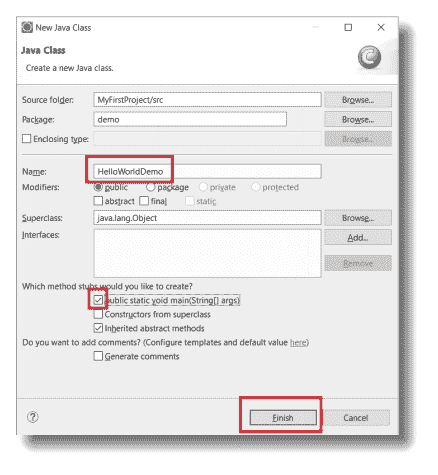 New Java Class
Java Class
Create a new Java class.
Source folder: MyFirstProject/src Browse...
Package: demo Browse...
Enclosing type: Browse...
Name: HelloWorldDemo
Modifiers: public package private protected
abstract final static
Superclass: java.lang.Object Browse...
Interfaces: Add...
Remove
Which method stubs would you like to create?
public static void main(String[] args)
Constructors from superclass
Inherited abstract methods
Do you want to add comments? (Configure templates and default value here)
Generate comments
? Finish Cancel